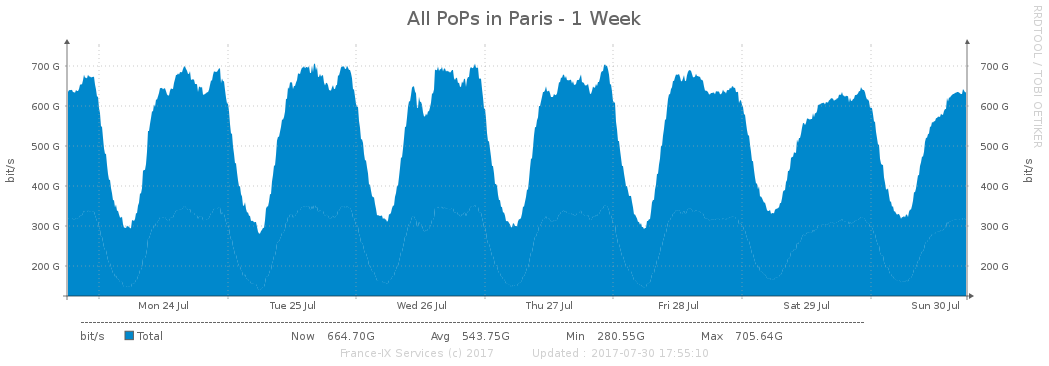 All PoPs in Paris - 1 Week
RRDTOOL / TOBI OETIKER
700 G 700 G
600 G 600 G
500 G 500 G
400 G 400 G
300 G 300 G
200 G 200 G
bit/s
bit/s
Mon 24 Jul Tue 25 Jul Wed 26 Jul Thu 27 Jul Fri 28 Jul Sat 29 Jul Sun 30 Jul
bit/s Total Now 664.70G Avg 543.75G Min 280.55G Max 705.64G
France-IX Services (c) 2017 Updated : 2017-07-30 17:55:10